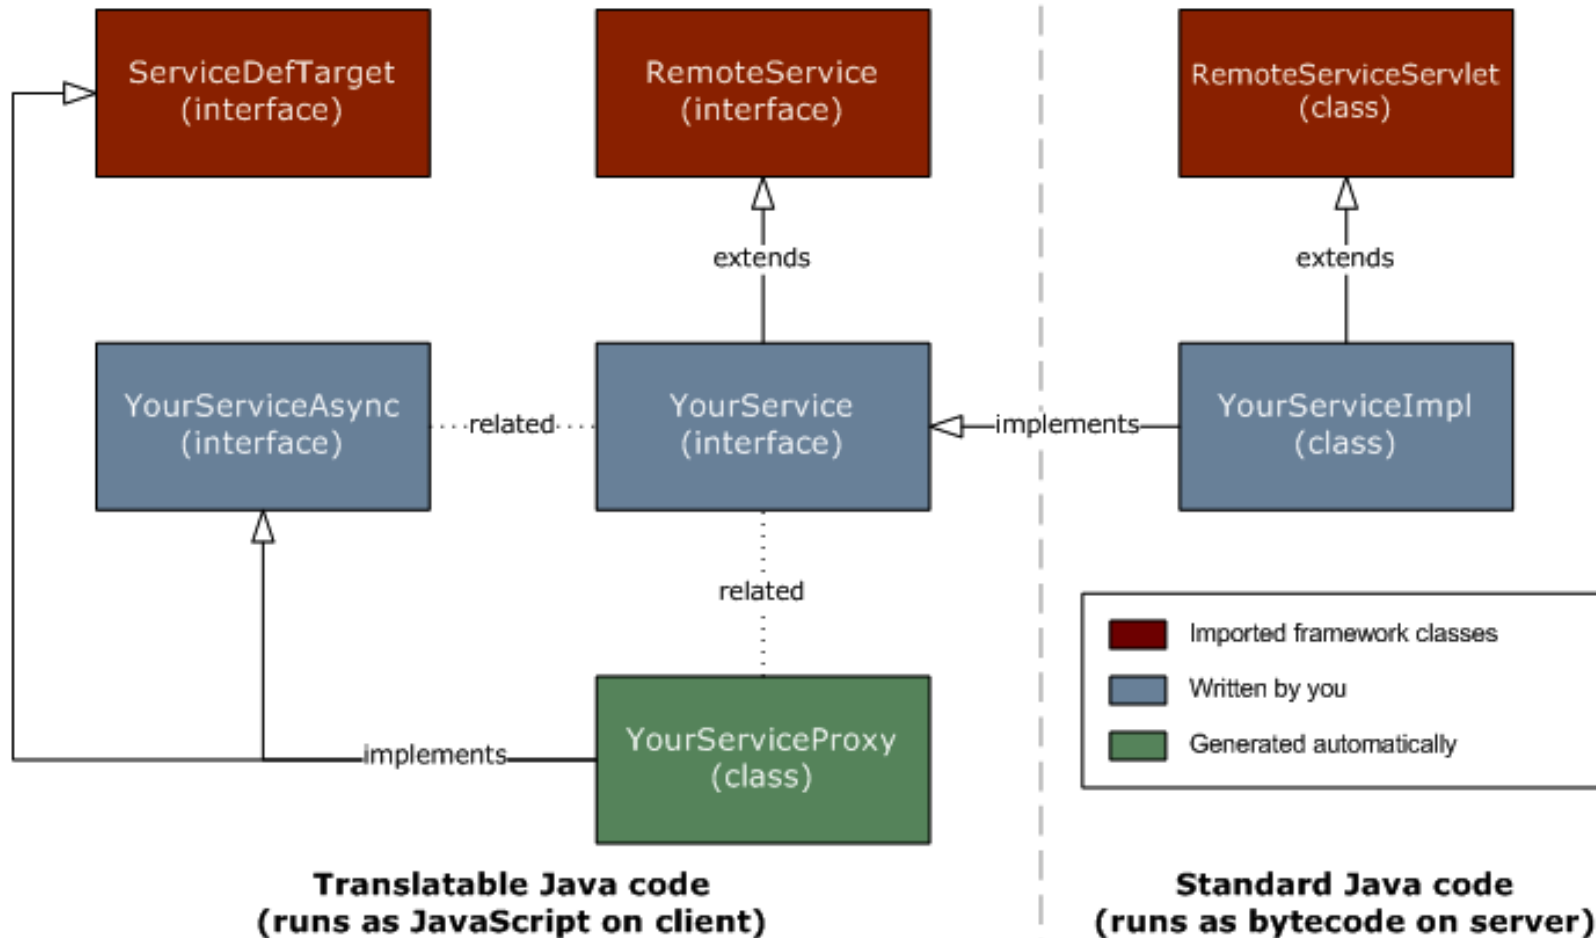 ServiceDefTarget
(interface)
RemoteService
(interface)
RemoteServiceServlet
(class)
extends
extends
YourServiceAsync
(interface)
related
YourService
(interface)
implements
YourServiceImpl
(class)
related
implements
YourServiceProxy
(class)
Imported framework classes
Written by you
Generated automatically
Translatable Java code
(runs as JavaScript on client)
Standard Java code
(runs as bytecode on server)